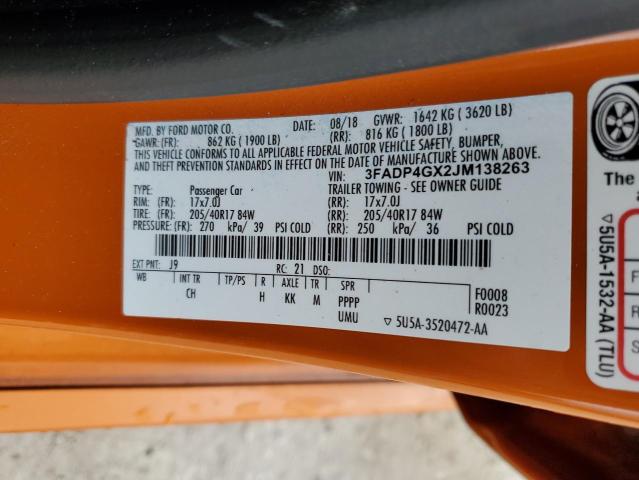 MFD. BY FORD MOTOR CO. DATE: 08/18 GVWR: 1642 KG ( 3620 LB)
GAWR: (FR): 862 KG ( 1900 LB) (RR): 816 KG ( 1800 LB)
THIS VEHICLE CONFORMS TO ALL APPLICABLE FEDERAL MOTOR VEHICLE SAFETY, BUMPER,
AND THEFT PREVENTION STANDARDS IN EFFECT ON THE DATE OF MANUFACTURE SHOWN ABOVE.
VIN: 3FADP4GX2JM138263
TYPE: Passenger Car TRAILER TOWING - SEE OWNER GUIDE
RIM: (FR): 17x7.0J (RR): 17x7.0J
TIRE: (FR): 205/40R17 84W (RR): 205/40R17 84W
PRESSURE: (FR): 270 kPa/ 39 PSI COLD (RR): 250 kPa/ 36 PSI COLD
EXT PNT: J9 RC: 21 DSO:
WB INT TR TP/PS R AXLE TR SPR
CH H KK M PPPP
UMU
F0008
R0023
▽ 5U5A-3520472-AA
▽5U5A-1532-AA (TLU)
The
a
F
R
S